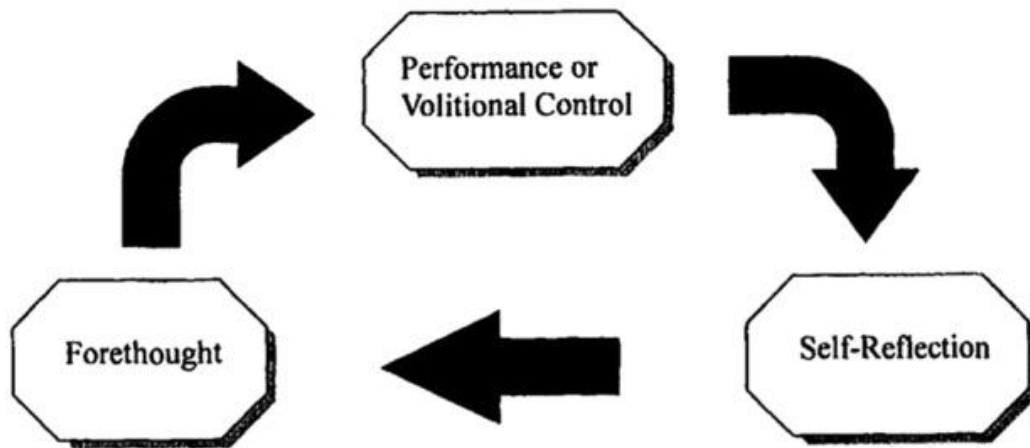 Performance or
Volitional Control
Forethought
Self-Reflection